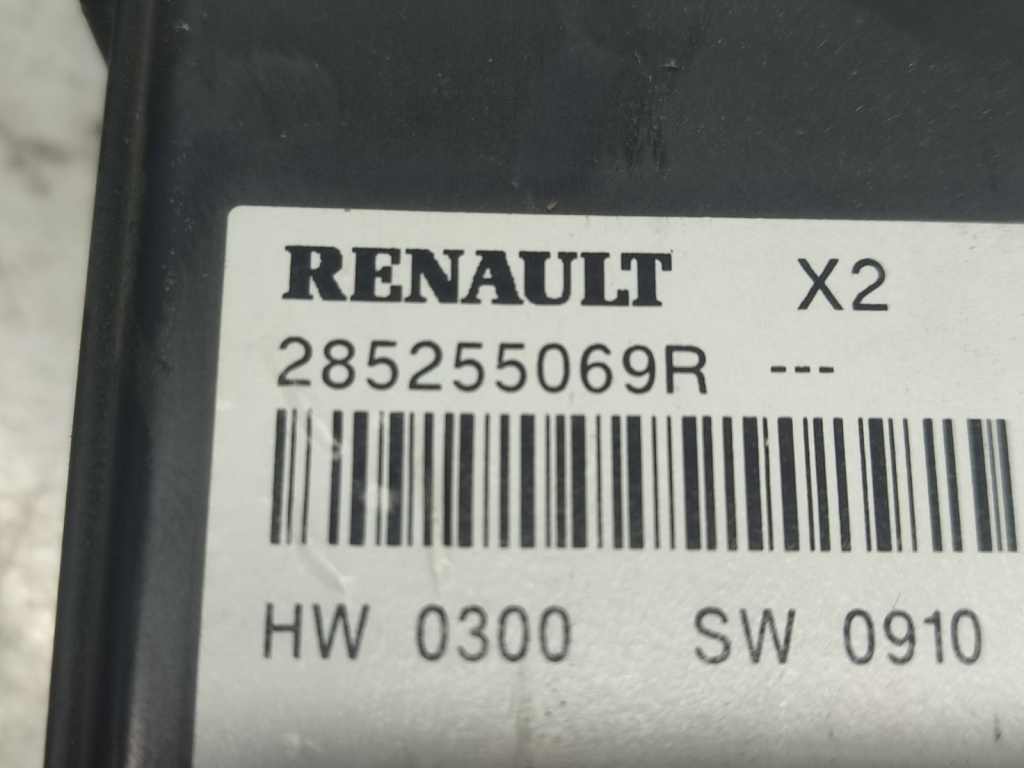 RENAULT X2
285255069R ---
HW 0300 SW 0910